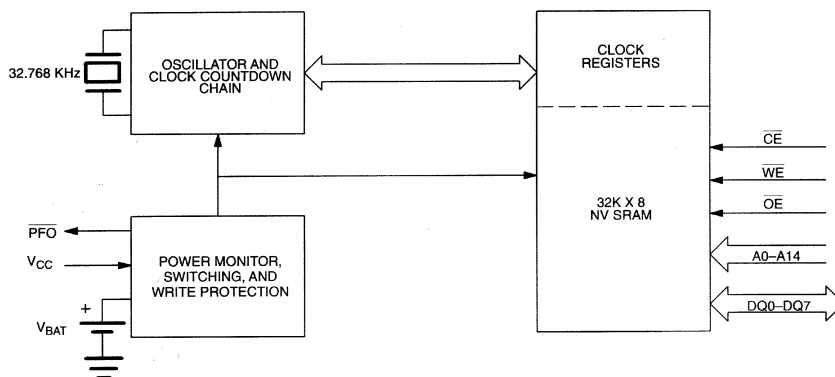 32.768 KHz
OSCILLATOR AND
CLOCK COUNTDOWN
CHAIN
CLOCK
REGISTERS
CE
WE
OE
32K X 8
NV SRAM
A0–A14
DQ0–DQ7
PFO
VCC
POWER MONITOR,
SWITCHING, AND
WRITE PROTECTION
+
VBAT